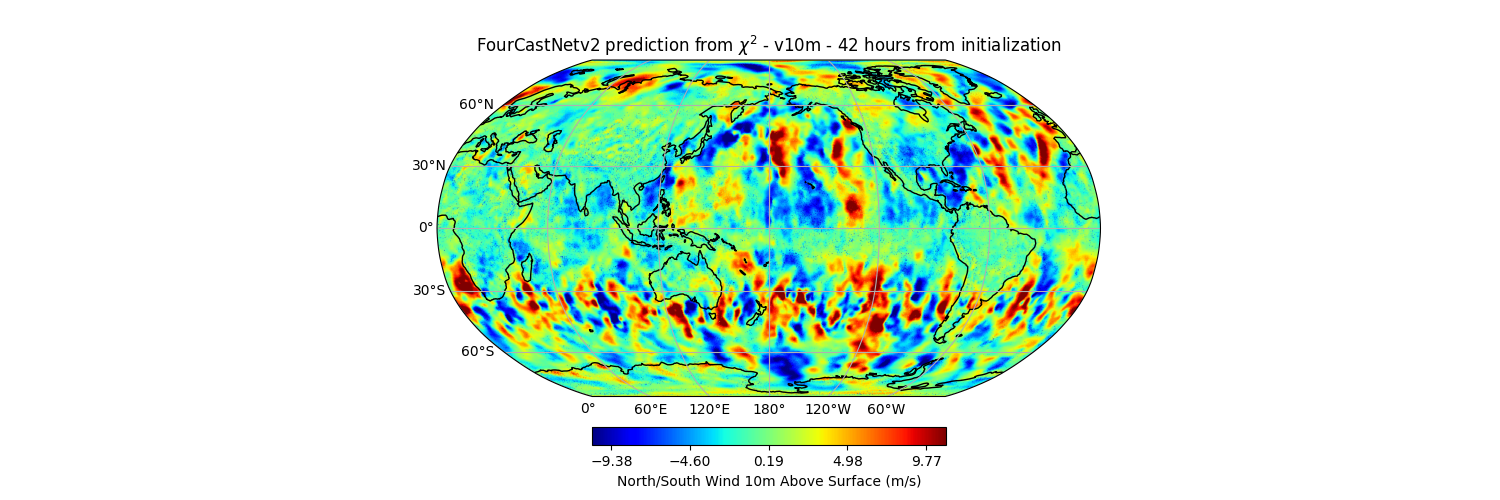 FourCastNetv2 prediction from χ² - v10m - 42 hours from initialization
60°N
30°N
0°
30°S
60°S
0° 60°E 120°E 180° 120°W 60°W
−9.38 −4.60 0.19 4.98 9.77
North/South Wind 10m Above Surface (m/s)